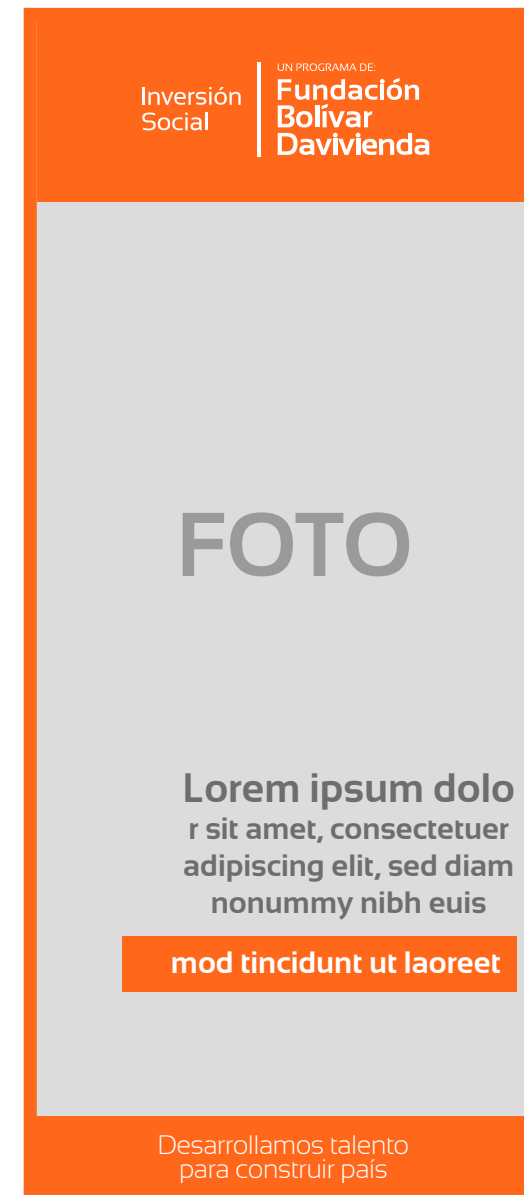 Inversión
Social
UN PROGRAMA DE:
Fundación
Bolívar
Davivienda
FOTO
Lorem ipsum dolo
r sit amet, consectetuer
adipiscing elit, sed diam
nonummy nibh euis
mod tincidunt ut laoreet
Desarrollamos talento
para construir país